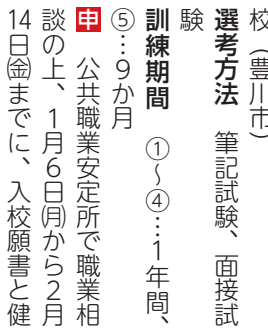 校（豊川市）
選考方法　筆記試験、面接試
験
訓練期間　①〜④…1年間、
⑤…9か月
申　公共職業安定所で職業相
談の上、1月6日㈪から2月
14日㈮までに、入校願書と健